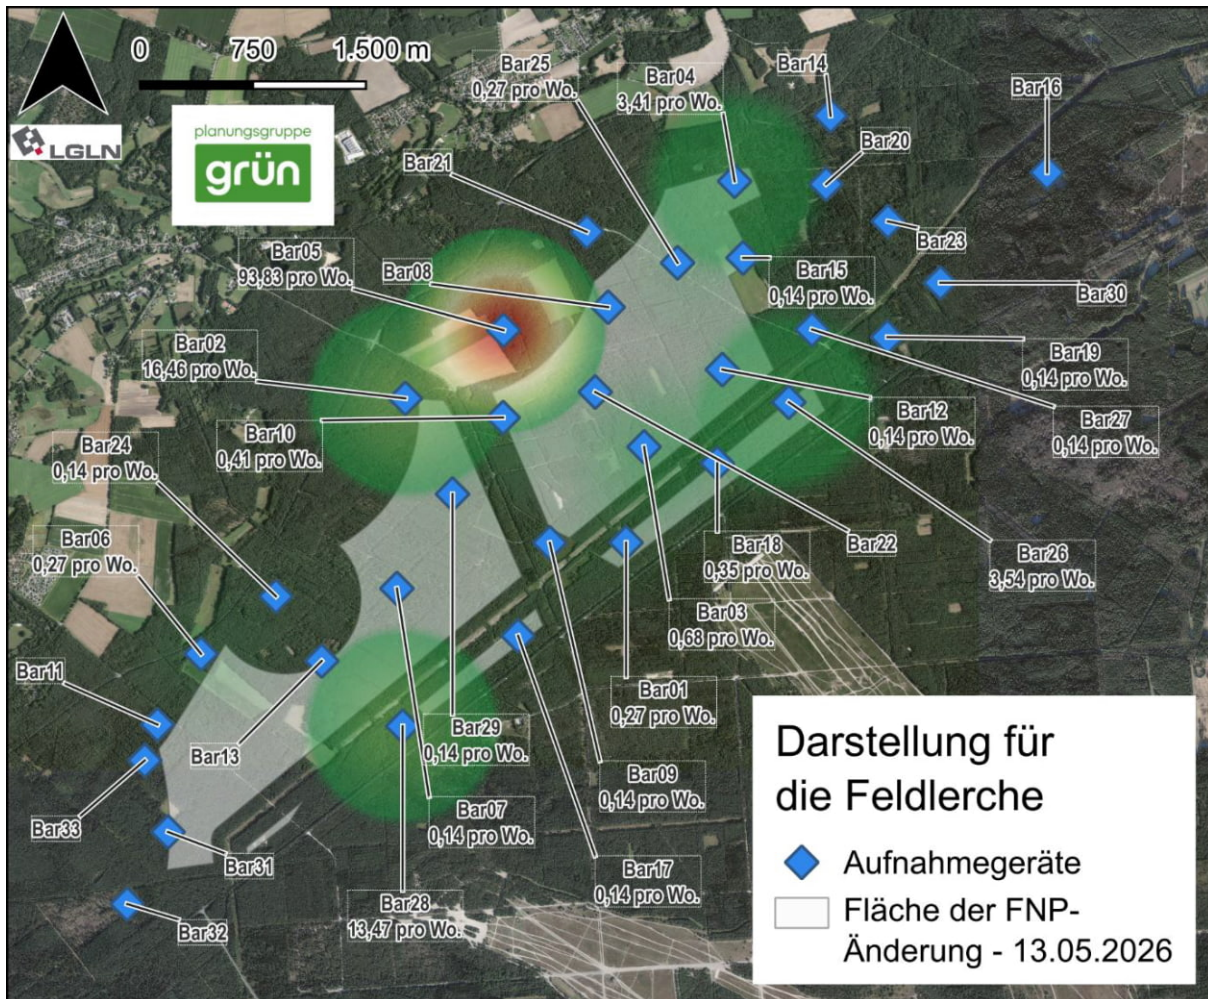 0 750 1.500 m
LGLN
planungsgruppe
grün
Bar25
0,27 pro Wo.
Bar04
3,41 pro Wo.
Bar14
Bar16
Bar21
Bar20
Bar23
Bar05
93,83 pro Wo.
Bar08
Bar15
0,14 pro Wo.
Bar30
Bar02
16,46 pro Wo.
Bar19
0,14 pro Wo.
Bar10
0,41 pro Wo.
Bar12
0,14 pro Wo.
Bar27
0,14 pro Wo.
Bar24
0,14 pro Wo.
Bar06
0,27 pro Wo.
Bar18
0,35 pro Wo.
Bar22
Bar26
3,54 pro Wo.
Bar03
0,68 pro Wo.
Bar11
Bar01
0,27 pro Wo.
Bar13
Bar29
0,14 pro Wo.
Bar09
0,14 pro Wo.
Bar33
Bar07
0,14 pro Wo.
Bar31
Bar17
0,14 pro Wo.
Bar32
Bar28
13,47 pro Wo.
Darstellung für
die Feldlerche
Aufnahmegeräte
Fläche der FNP-
Änderung - 13.05.2026